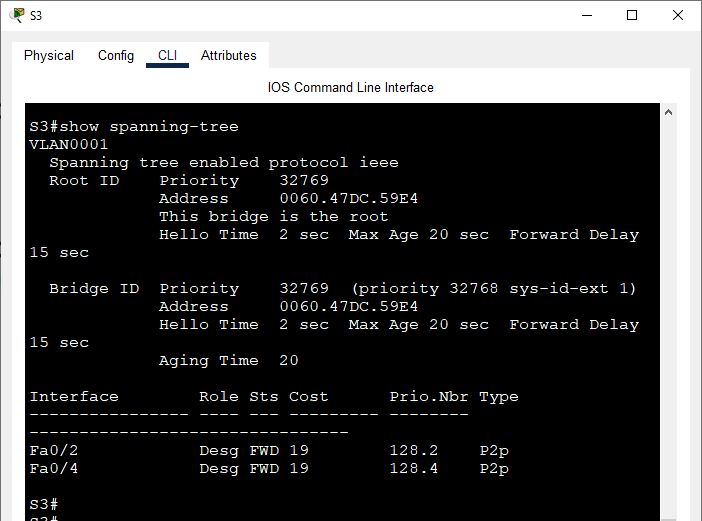 S3
Physical Config CLI Attributes
IOS Command Line Interface
S3#show spanning-tree
VLAN0001
  Spanning tree enabled protocol ieee
  Root ID    Priority    32769
             Address     0060.47DC.59E4
             This bridge is the root
             Hello Time  2 sec  Max Age 20 sec  Forward Delay
15 sec

  Bridge ID  Priority    32769  (priority 32768 sys-id-ext 1)
             Address     0060.47DC.59E4
             Hello Time  2 sec  Max Age 20 sec  Forward Delay
15 sec
             Aging Time  20

Interface        Role Sts Cost      Prio.Nbr Type
---------------- ---- --- --------- --------
--------------------------------
Fa0/2            Desg FWD 19        128.2    P2p
Fa0/4            Desg FWD 19        128.4    P2p

S3#
S3#